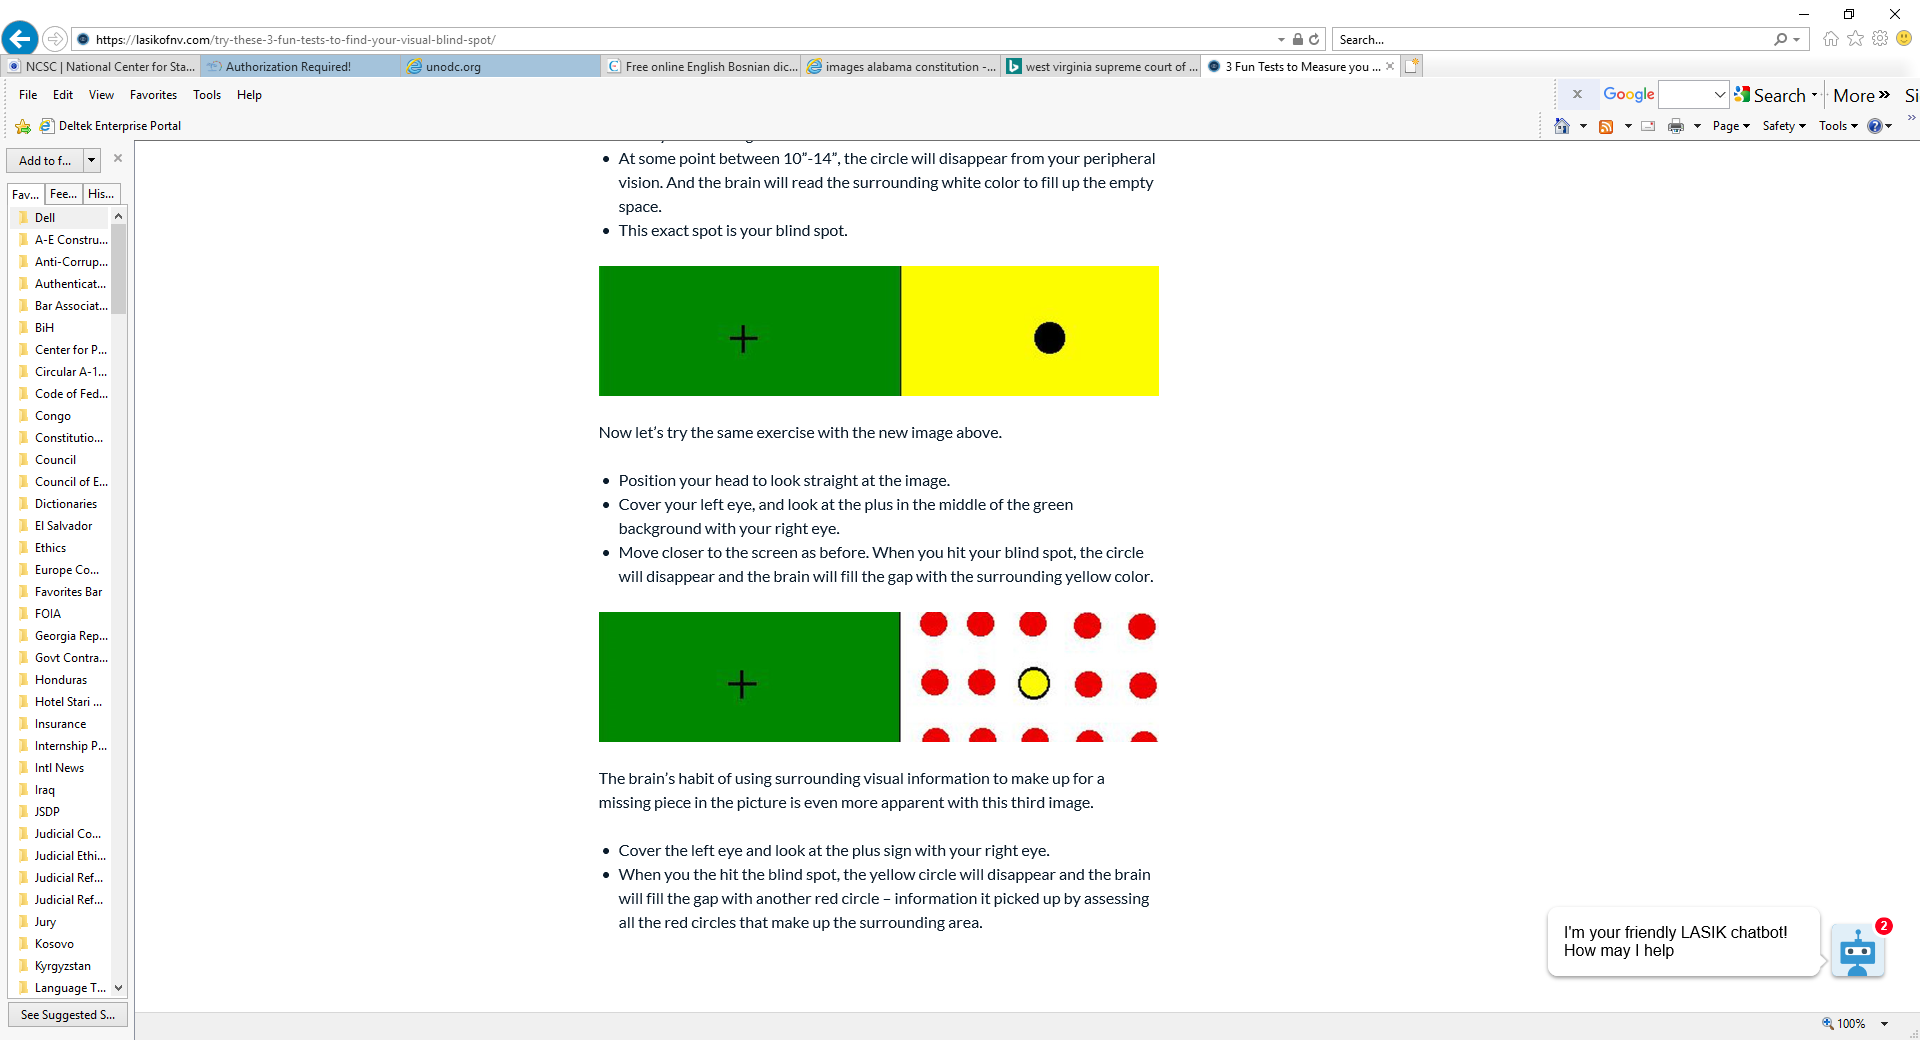 https://lasikofnv.com/try-these-3-fun-tests-to-find-your-visual-blind-spot/
Search...
NCSC | National Center for Sta...
Authorization Required!
unodc.org
Free online English Bosnian dic...
images alabama constitution -...
west virginia supreme court of ...
3 Fun Tests to Measure you ...
File Edit View Favorites Tools Help
x Google Search More » Si
Deltek Enterprise Portal
Page Safety Tools
Add to f...
Fav... Fee... His...
Dell
A-E Constru...
Anti-Corrup...
Authenticat...
Bar Associat...
BiH
Center for P...
Circular A-1...
Code of Fed...
Congo
Constitutio...
Council
Council of E...
Dictionaries
El Salvador
Ethics
Europe Co...
Favorites Bar
FOIA
Georgia Rep...
Govt Contra...
Honduras
Hotel Stari ...
Insurance
Internship P...
Intl News
Iraq
JSDP
Judicial Co...
Judicial Ethi...
Judicial Ref...
Judicial Ref...
Jury
Kosovo
Kyrgyzstan
Language T...
See Suggested S...
At some point between 10”-14”, the circle will disappear from your peripheral
vision. And the brain will read the surrounding white color to fill up the empty
space.
This exact spot is your blind spot.
Now let’s try the same exercise with the new image above.
Position your head to look straight at the image.
Cover your left eye, and look at the plus in the middle of the green
background with your right eye.
Move closer to the screen as before. When you hit your blind spot, the circle
will disappear and the brain will fill the gap with the surrounding yellow color.
The brain’s habit of using surrounding visual information to make up for a
missing piece in the picture is even more apparent with this third image.
Cover the left eye and look at the plus sign with your right eye.
When you the hit the blind spot, the yellow circle will disappear and the brain
will fill the gap with another red circle – information it picked up by assessing
all the red circles that make up the surrounding area.
I'm your friendly LASIK chatbot!
How may I help
2
100%